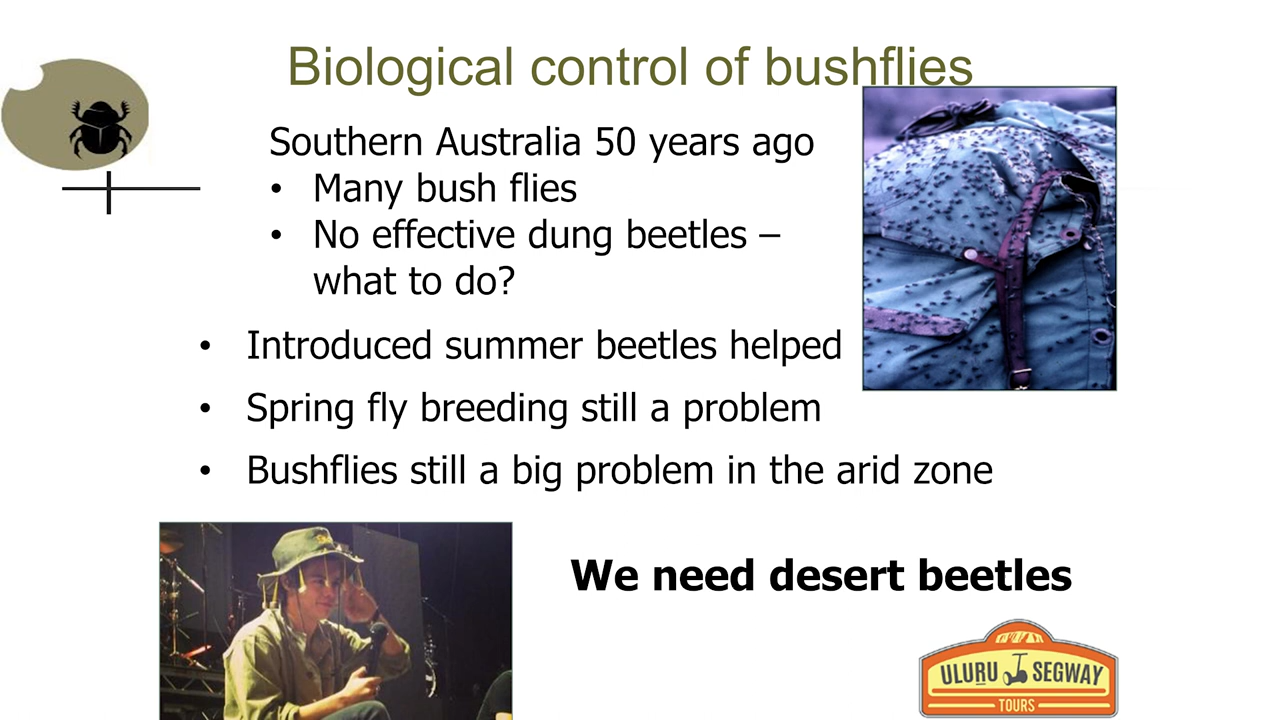 Biological control of bushflies
Southern Australia 50 years ago
• Many bush flies
• No effective dung beetles –
what to do?
• Introduced summer beetles helped
• Spring fly breeding still a problem
• Bushflies still a big problem in the arid zone
We need desert beetles
ULURU SEGWAY
TOURS